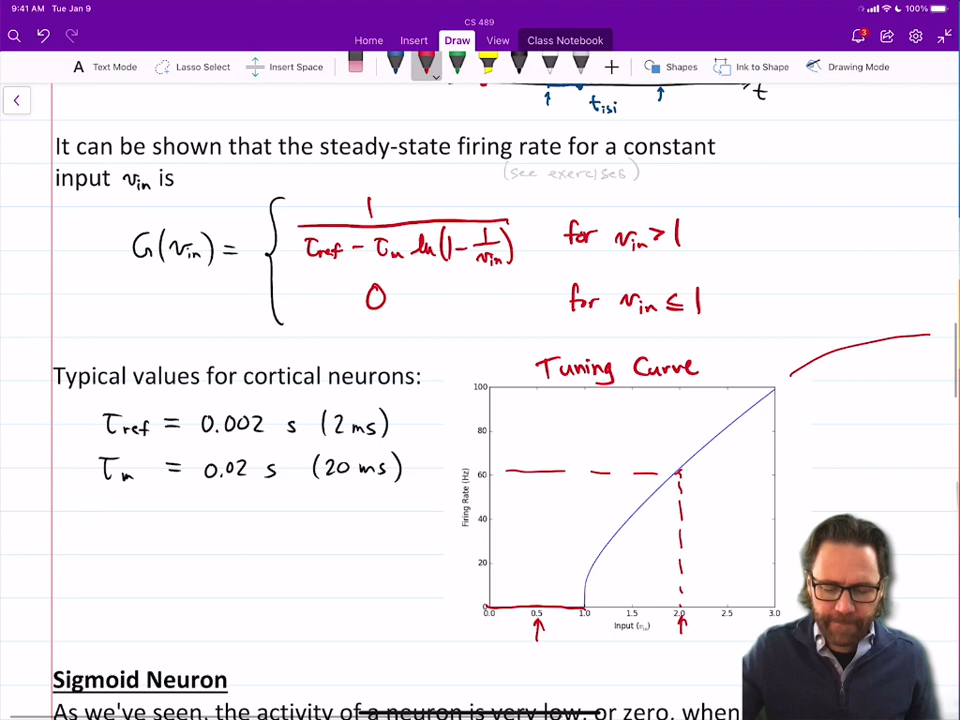 9:41 AM Tue Jan 9
100%
CS 489
Home Insert Draw View Class Notebook
3
A Text Mode Lasso Select Insert Space + Shapes Ink to Shape Drawing Mode
t
t_isi
It can be shown that the steady-state firing rate for a constant
(see exercises)
input v_in is
G(v_in) = { 1 / (τ_ref − τ_m ln(1 − 1/v_in)) for v_in > 1
0 for v_in ≤ 1
Typical values for cortical neurons:
τ_ref = 0.002 s (2 ms)
τ_m = 0.02 s (20 ms)
Tuning Curve
100
80
60
40
20
0
Firing Rate (Hz)
0.0 0.5 1.0 1.5 2.0 2.5 3.0
Input (v_in)
Sigmoid Neuron
As we've seen, the activity of a neuron is very low, or zero, when